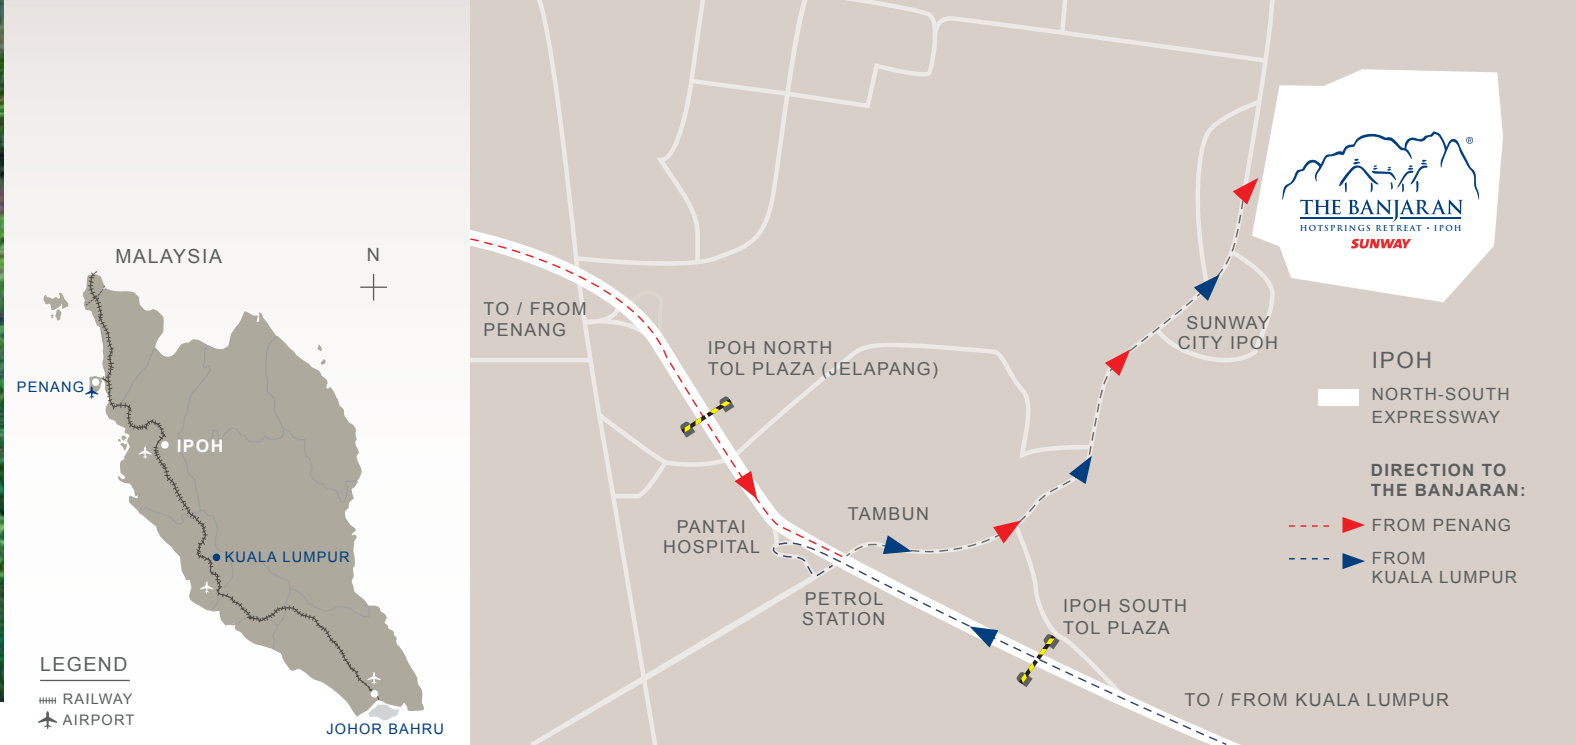 MALAYSIA
N
PENANG
IPOH
KUALA LUMPUR
JOHOR BAHRU
LEGEND
RAILWAY
AIRPORT
TO / FROM
PENANG
IPOH NORTH
TOL PLAZA (JELAPANG)
PANTAI
HOSPITAL
TAMBUN
PETROL
STATION
IPOH SOUTH
TOL PLAZA
TO / FROM KUALA LUMPUR
SUNWAY
CITY IPOH
®
THE BANJARAN
HOTSPRINGS RETREAT • IPOH
SUNWAY
IPOH
NORTH-SOUTH
EXPRESSWAY
DIRECTION TO
THE BANJARAN:
FROM PENANG
FROM
KUALA LUMPUR